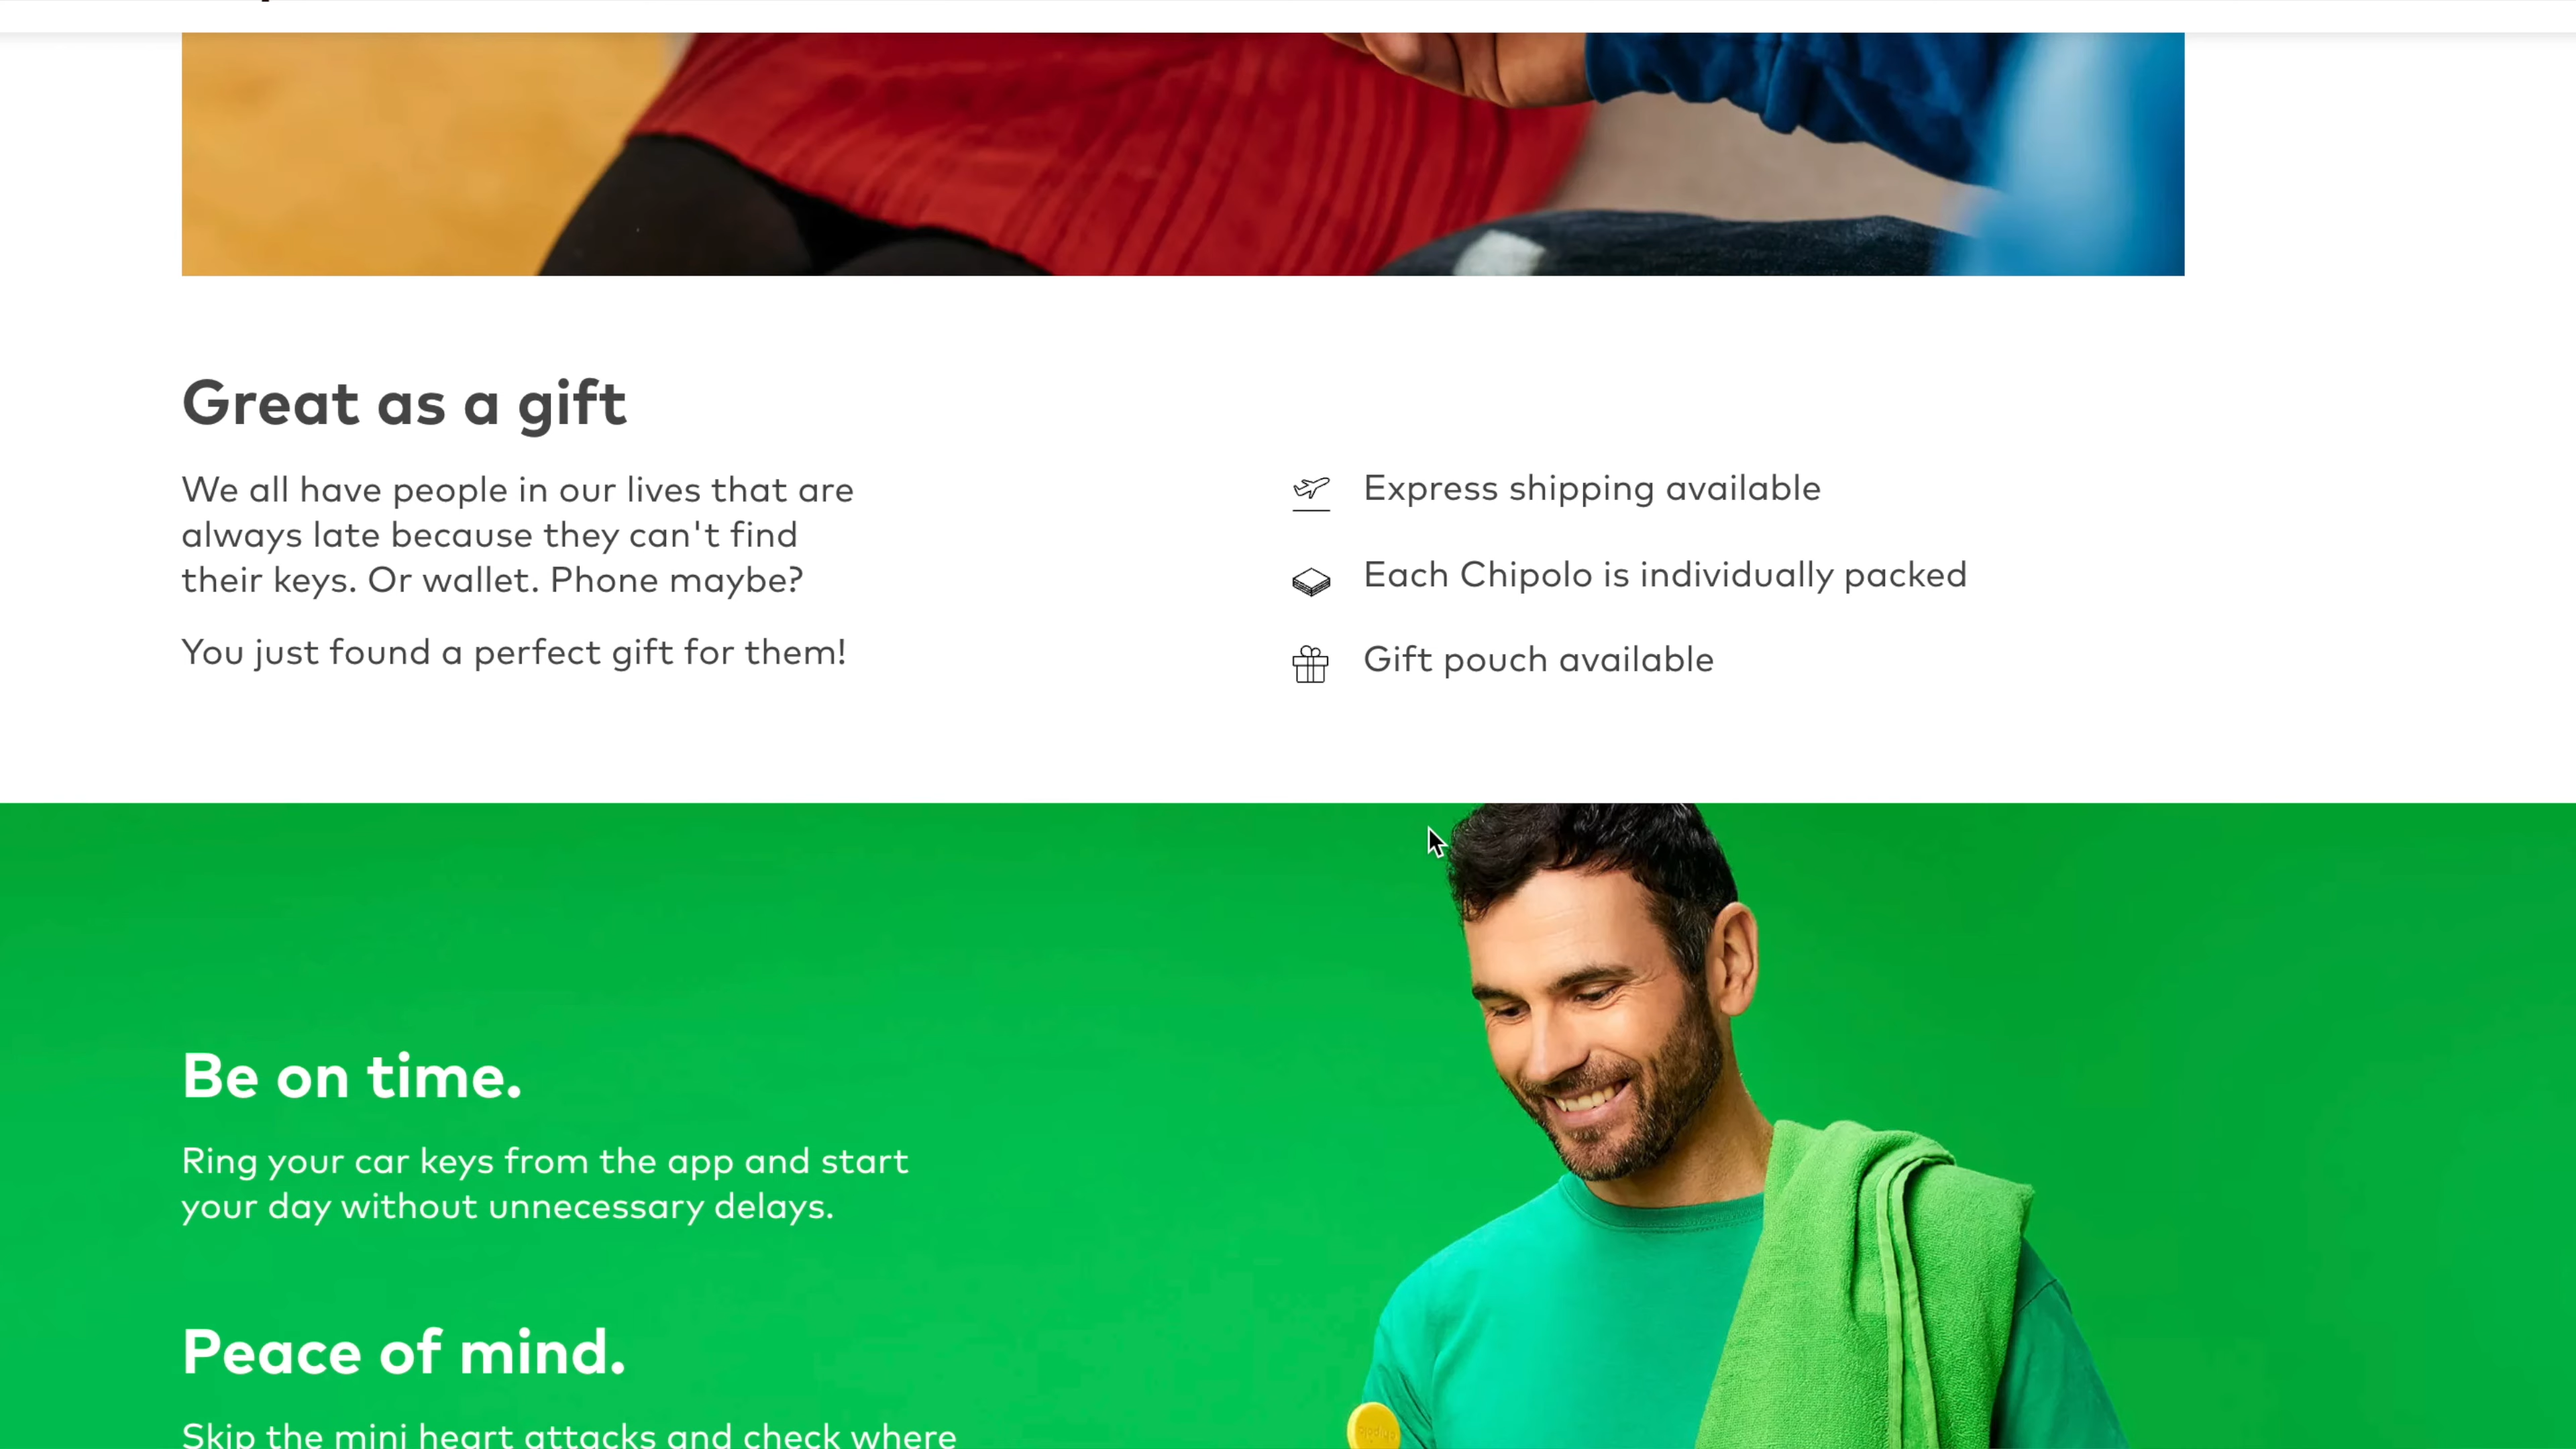 Great as a gift
We all have people in our lives that are
always late because they can't find
their keys. Or wallet. Phone maybe?
You just found a perfect gift for them!
Express shipping available
Each Chipolo is individually packed
Gift pouch available
Be on time.
Ring your car keys from the app and start
your day without unnecessary delays.
Peace of mind.
Skip the mini heart attacks and check where